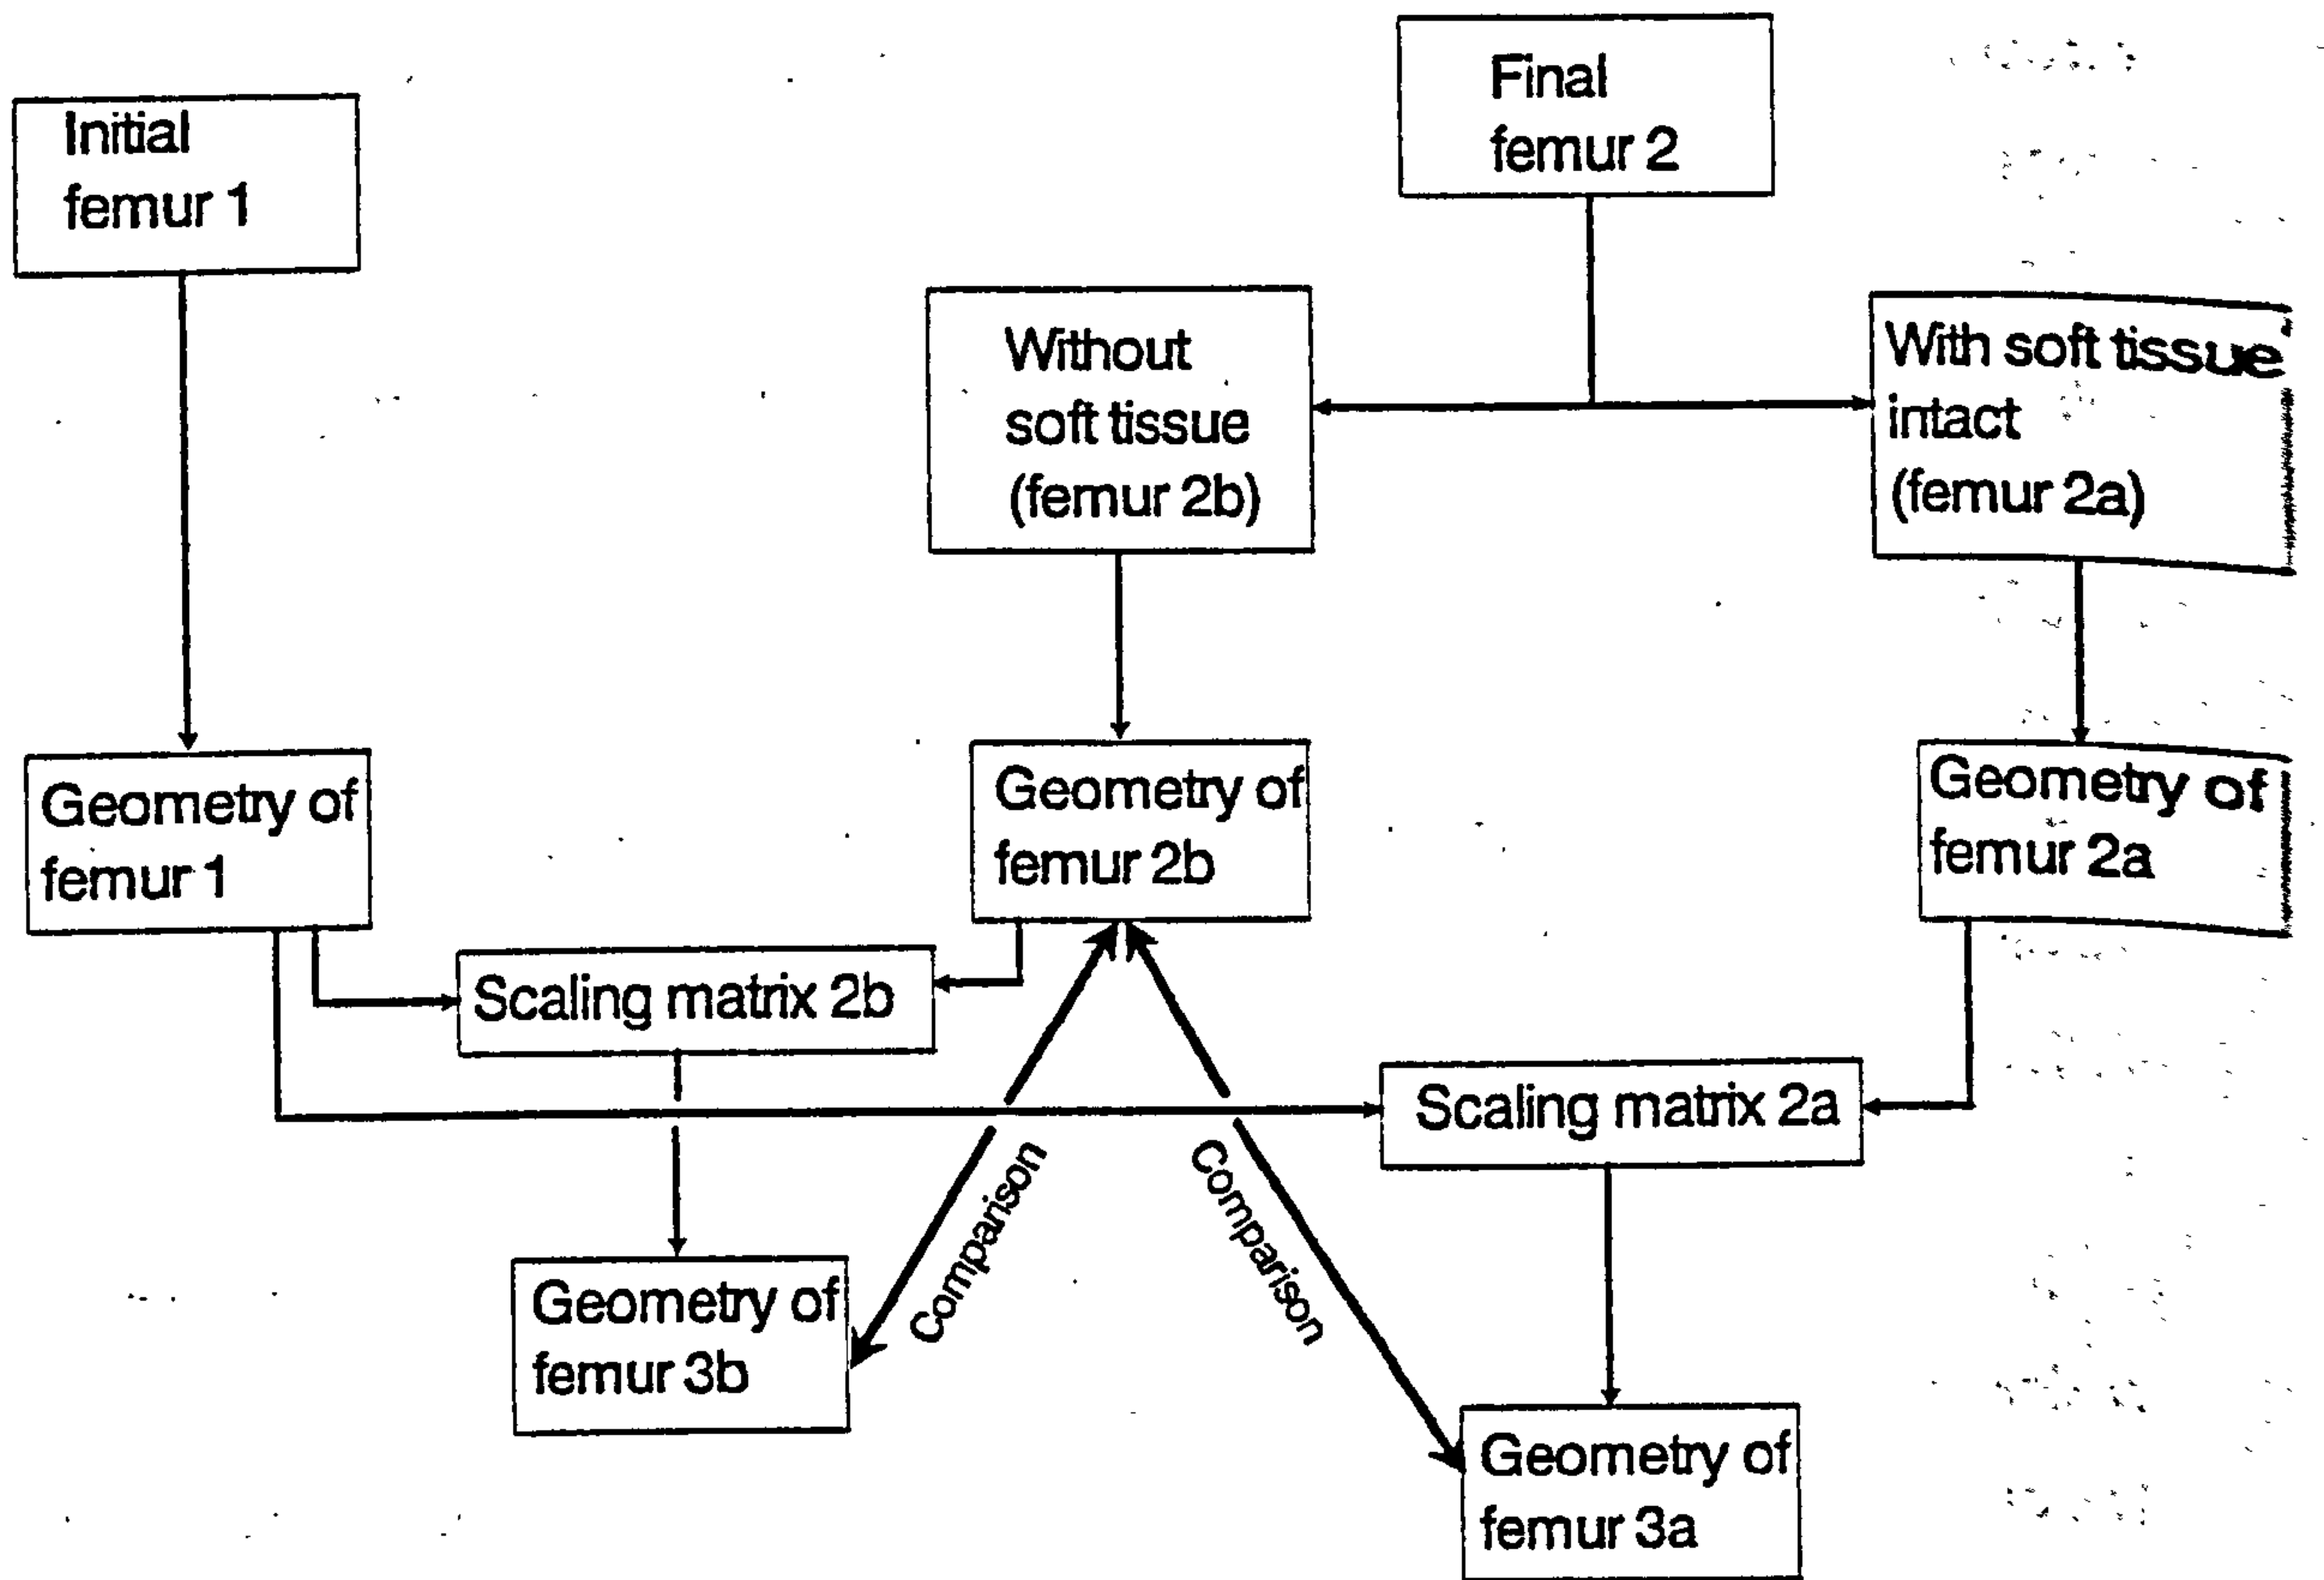 Initial
femur 1
Final
femur 2
Without
soft tissue
(femur 2b)
With soft tissue
intact
(femur 2a)
Geometry of
femur 1
Geometry of
femur 2b
Geometry of
femur 2a
Scaling matrix 2b
Scaling matrix 2a
Comparison
Comparison
Geometry of
femur 3b
Geometry of
femur 3a